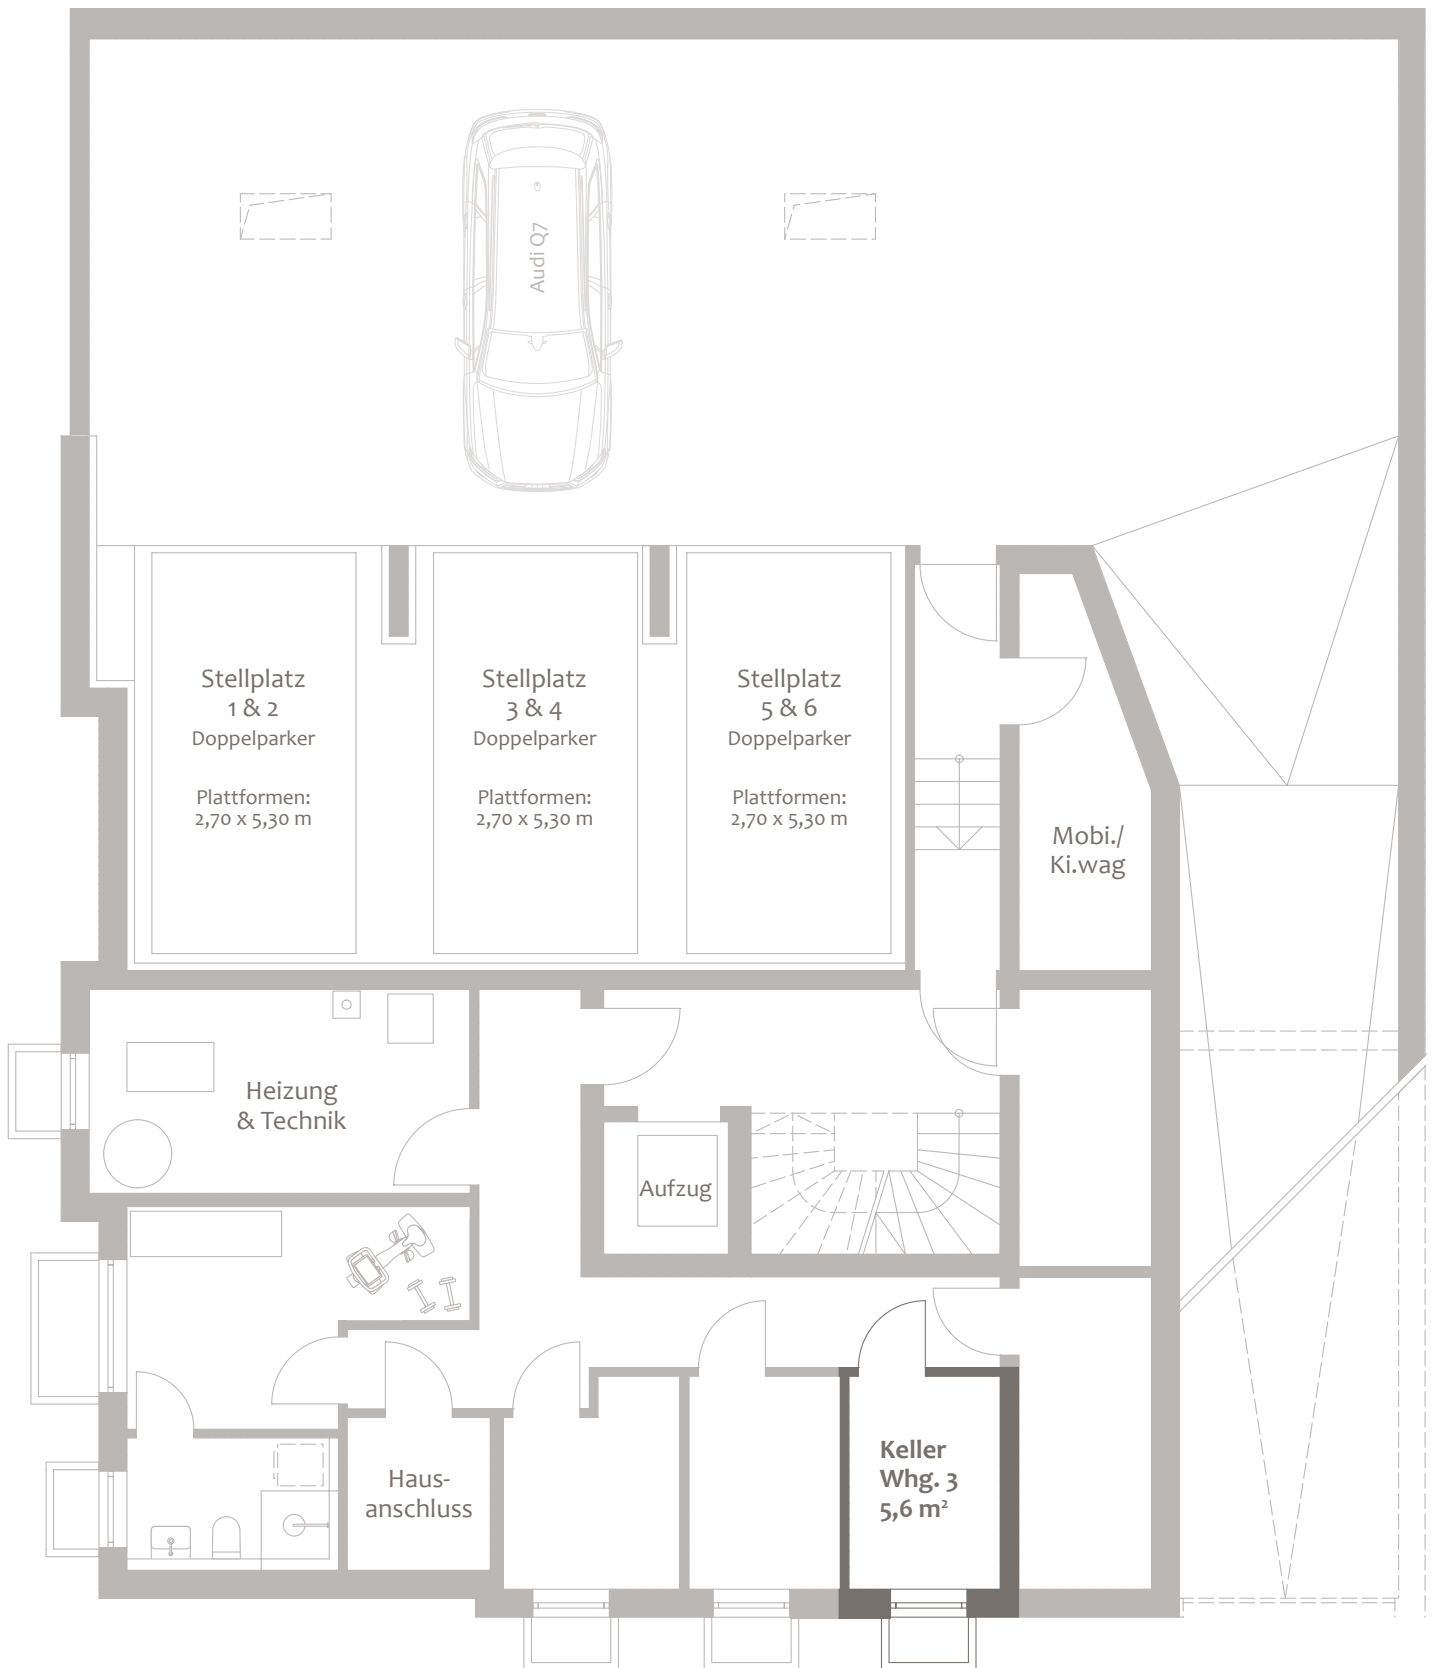 Audi Q7
Stellplatz
1 & 2
Doppelparker
Plattformen:
2,70 x 5,30 m
Stellplatz
3 & 4
Doppelparker
Plattformen:
2,70 x 5,30 m
Stellplatz
5 & 6
Doppelparker
Plattformen:
2,70 x 5,30 m
Mobi./
Ki.wag
Heizung
& Technik
Aufzug
Haus-
anschluss
Keller
Whg. 3
5,6 m²